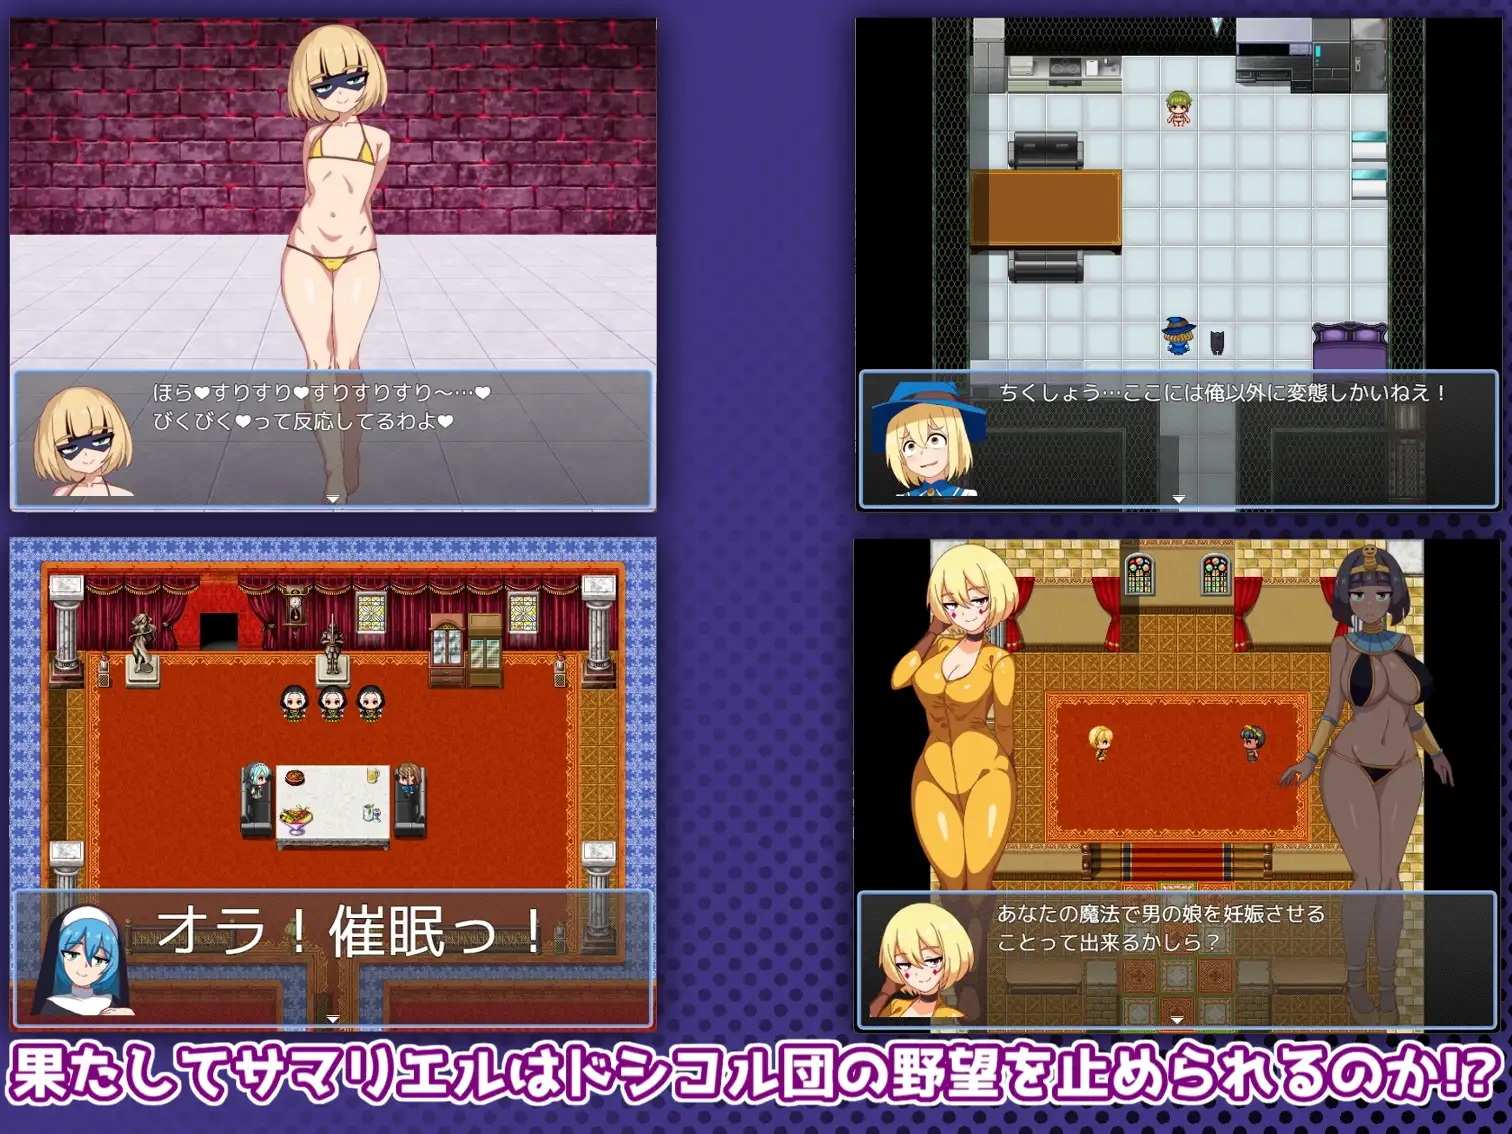 ほら♥すりすり♥すりすりすり～…♥
びくびく♥って反応してるわよ♥
ちくしょう…ここには俺以外に変態しかいねえ！
オラ！催眠っ！
あなたの魔法で男の娘を妊娠させる
ことって出来るかしら？
果たしてサマリエルはドシコル団の野望を止められるのか!?